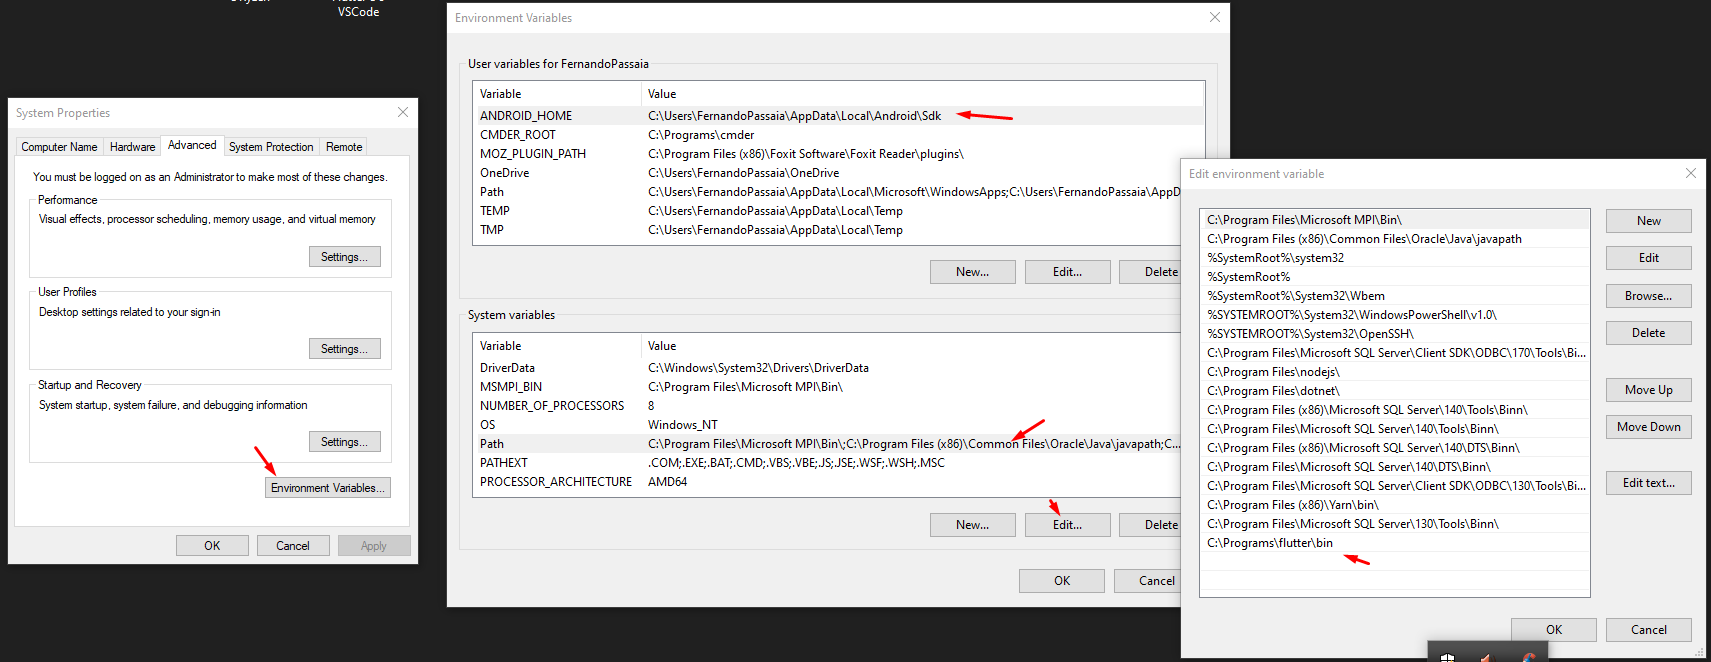 VSCode
System Properties
Computer Name
Hardware
Advanced
System Protection
Remote
You must be logged on as an Administrator to make most of these changes.
Performance
Visual effects, processor scheduling, memory usage, and virtual memory
Settings...
User Profiles
Desktop settings related to your sign-in
Settings...
Startup and Recovery
System startup, system failure, and debugging information
Settings...
Environment Variables...
OK
Cancel
Apply
Environment Variables
User variables for FernandoPassaia
Variable Value
ANDROID_HOME C:\Users\FernandoPassaia\AppData\Local\Android\Sdk
CMDER_ROOT C:\Programs\cmder
MOZ_PLUGIN_PATH C:\Program Files (x86)\Foxit Software\Foxit Reader\plugins\
OneDrive C:\Users\FernandoPassaia\OneDrive
Path C:\Users\FernandoPassaia\AppData\Local\Microsoft\WindowsApps;C:\Users\FernandoPassaia\AppD
TEMP C:\Users\FernandoPassaia\AppData\Local\Temp
TMP C:\Users\FernandoPassaia\AppData\Local\Temp
New...
Edit...
Delete
System variables
Variable Value
DriverData C:\Windows\System32\Drivers\DriverData
MSMPI_BIN C:\Program Files\Microsoft MPI\Bin\
NUMBER_OF_PROCESSORS 8
OS Windows_NT
Path C:\Program Files\Microsoft MPI\Bin\;C:\Program Files (x86)\Common Files\Oracle\Java\javapath;C...
PATHEXT .COM;.EXE;.BAT;.CMD;.VBS;.VBE;.JS;.JSE;.WSF;.WSH;.MSC
PROCESSOR_ARCHITECTURE AMD64
New...
Edit...
Delete
OK
Cancel
Edit environment variable
C:\Program Files\Microsoft MPI\Bin\
C:\Program Files (x86)\Common Files\Oracle\Java\javapath
%SystemRoot%\system32
%SystemRoot%
%SystemRoot%\System32\Wbem
%SYSTEMROOT%\System32\WindowsPowerShell\v1.0\
%SYSTEMROOT%\System32\OpenSSH\
C:\Program Files\Microsoft SQL Server\Client SDK\ODBC\170\Tools\Bi...
C:\Program Files\nodejs\
C:\Program Files\dotnet\
C:\Program Files (x86)\Microsoft SQL Server\140\Tools\Binn\
C:\Program Files\Microsoft SQL Server\140\Tools\Binn\
C:\Program Files (x86)\Microsoft SQL Server\140\DTS\Binn\
C:\Program Files\Microsoft SQL Server\140\DTS\Binn\
C:\Program Files\Microsoft SQL Server\Client SDK\ODBC\130\Tools\Bi...
C:\Program Files (x86)\Yarn\bin\
C:\Program Files\Microsoft SQL Server\130\Tools\Binn\
C:\Programs\flutter\bin
New
Edit
Browse...
Delete
Move Up
Move Down
Edit text...
OK
Cancel